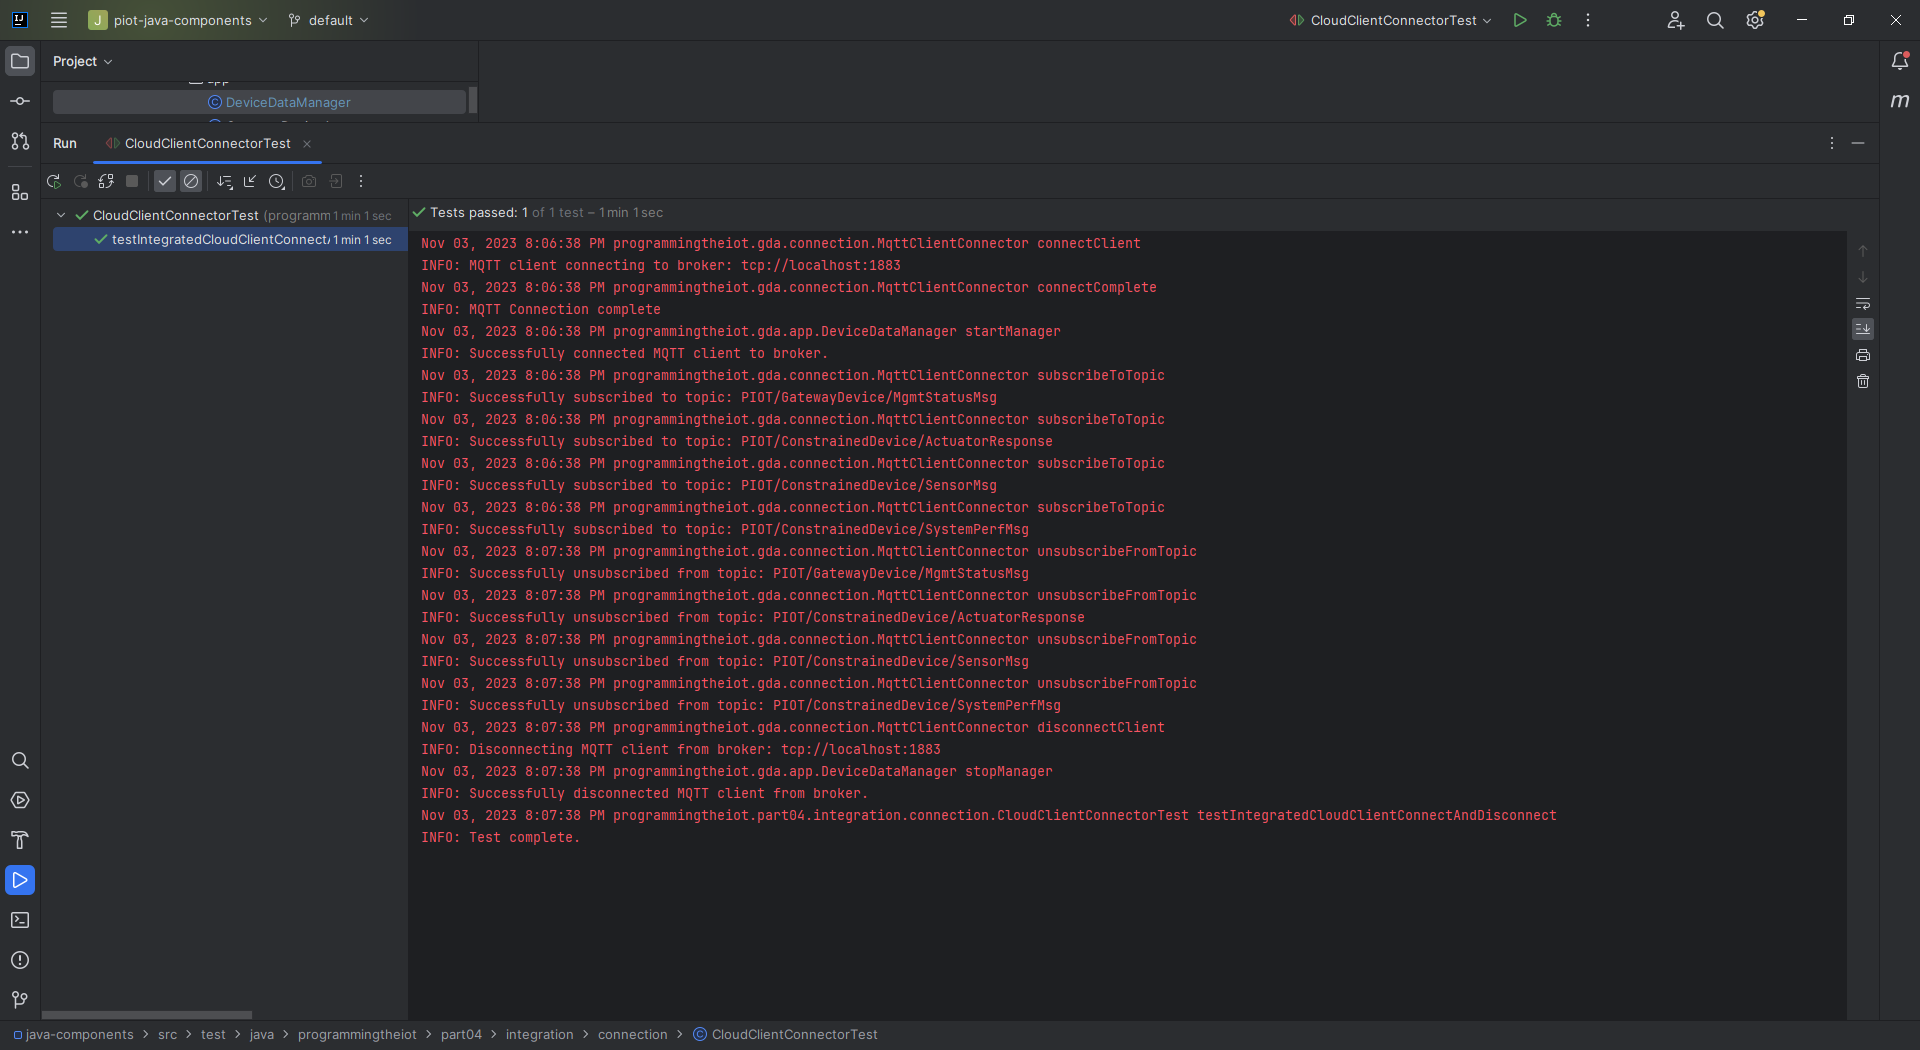 piot-java-components default CloudClientConnectorTest
Project
app
DeviceDataManager
Run CloudClientConnectorTest
CloudClientConnectorTest (programm 1 min 1 sec
testIntegratedCloudClientConnectA 1 min 1 sec
Tests passed: 1 of 1 test – 1 min 1 sec
Nov 03, 2023 8:06:38 PM programmingtheiot.gda.connection.MqttClientConnector connectClient
INFO: MQTT client connecting to broker: tcp://localhost:1883
Nov 03, 2023 8:06:38 PM programmingtheiot.gda.connection.MqttClientConnector connectComplete
INFO: MQTT Connection complete
Nov 03, 2023 8:06:38 PM programmingtheiot.gda.app.DeviceDataManager startManager
INFO: Successfully connected MQTT client to broker.
Nov 03, 2023 8:06:38 PM programmingtheiot.gda.connection.MqttClientConnector subscribeToTopic
INFO: Successfully subscribed to topic: PIOT/GatewayDevice/MgmtStatusMsg
Nov 03, 2023 8:06:38 PM programmingtheiot.gda.connection.MqttClientConnector subscribeToTopic
INFO: Successfully subscribed to topic: PIOT/ConstrainedDevice/ActuatorResponse
Nov 03, 2023 8:06:38 PM programmingtheiot.gda.connection.MqttClientConnector subscribeToTopic
INFO: Successfully subscribed to topic: PIOT/ConstrainedDevice/SensorMsg
Nov 03, 2023 8:06:38 PM programmingtheiot.gda.connection.MqttClientConnector subscribeToTopic
INFO: Successfully subscribed to topic: PIOT/ConstrainedDevice/SystemPerfMsg
Nov 03, 2023 8:07:38 PM programmingtheiot.gda.connection.MqttClientConnector unsubscribeFromTopic
INFO: Successfully unsubscribed from topic: PIOT/GatewayDevice/MgmtStatusMsg
Nov 03, 2023 8:07:38 PM programmingtheiot.gda.connection.MqttClientConnector unsubscribeFromTopic
INFO: Successfully unsubscribed from topic: PIOT/ConstrainedDevice/ActuatorResponse
Nov 03, 2023 8:07:38 PM programmingtheiot.gda.connection.MqttClientConnector unsubscribeFromTopic
INFO: Successfully unsubscribed from topic: PIOT/ConstrainedDevice/SensorMsg
Nov 03, 2023 8:07:38 PM programmingtheiot.gda.connection.MqttClientConnector unsubscribeFromTopic
INFO: Successfully unsubscribed from topic: PIOT/ConstrainedDevice/SystemPerfMsg
Nov 03, 2023 8:07:38 PM programmingtheiot.gda.connection.MqttClientConnector disconnectClient
INFO: Disconnecting MQTT client from broker: tcp://localhost:1883
Nov 03, 2023 8:07:38 PM programmingtheiot.gda.app.DeviceDataManager stopManager
INFO: Successfully disconnected MQTT client from broker.
Nov 03, 2023 8:07:38 PM programmingtheiot.part04.integration.connection.CloudClientConnectorTest testIntegratedCloudClientConnectAndDisconnect
INFO: Test complete.
java-components > src > test > java > programmingtheiot > part04 > integration > connection > CloudClientConnectorTest